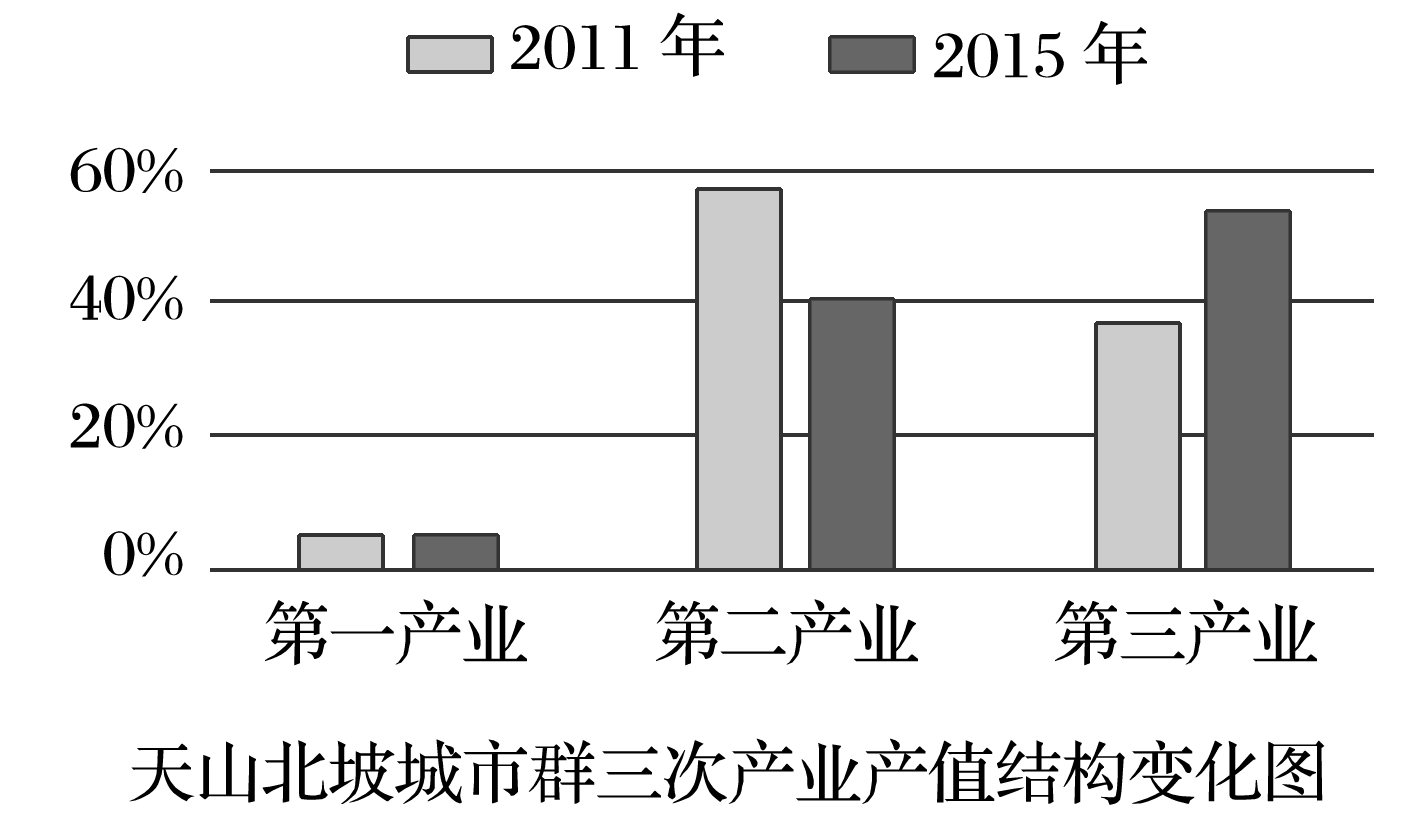 2011 年 2015 年
60%
40%
20%
0%
第一产业 第二产业 第三产业
天山北坡城市群三次产业产值结构变化图